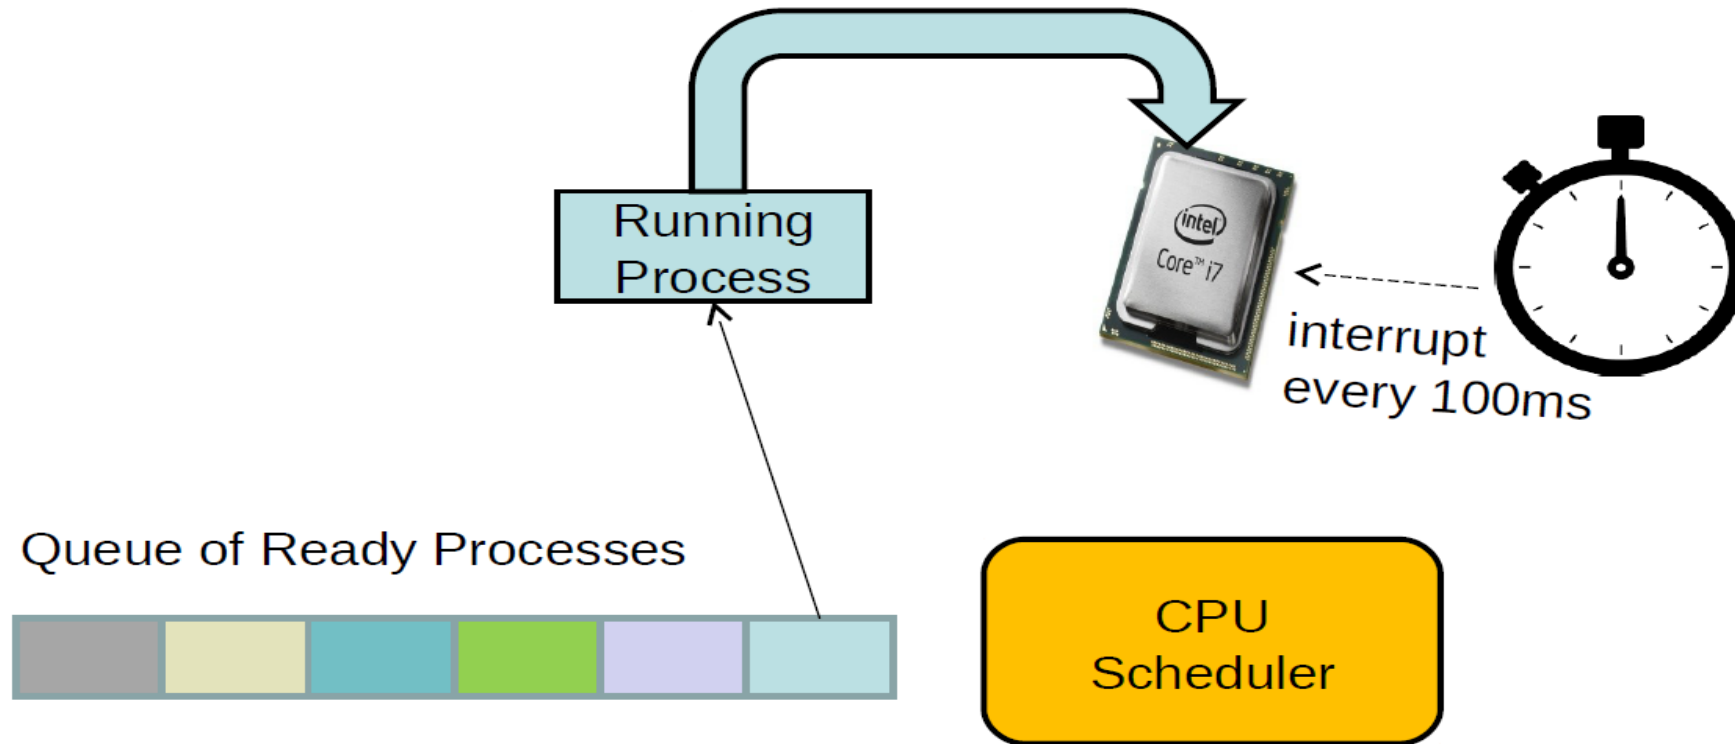 Running
Process
intel
Core™ i7
interrupt
every 100ms
Queue of Ready Processes
CPU
Scheduler